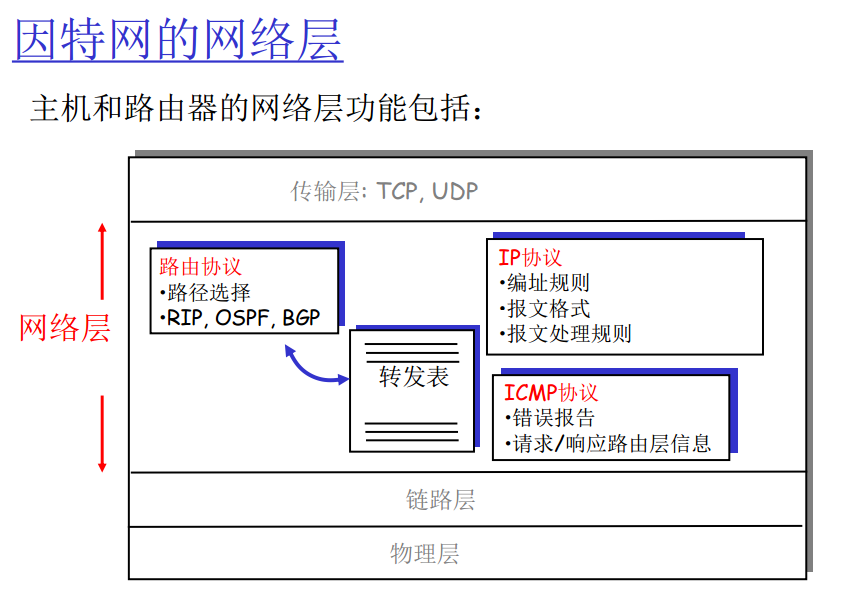 因特网的网络层
主机和路由器的网络层功能包括：
传输层: TCP, UDP
网络层
路由协议
•路径选择
•RIP, OSPF, BGP
转发表
IP协议
•编址规则
•报文格式
•报文处理规则
ICMP协议
•错误报告
•请求/响应路由层信息
链路层
物理层